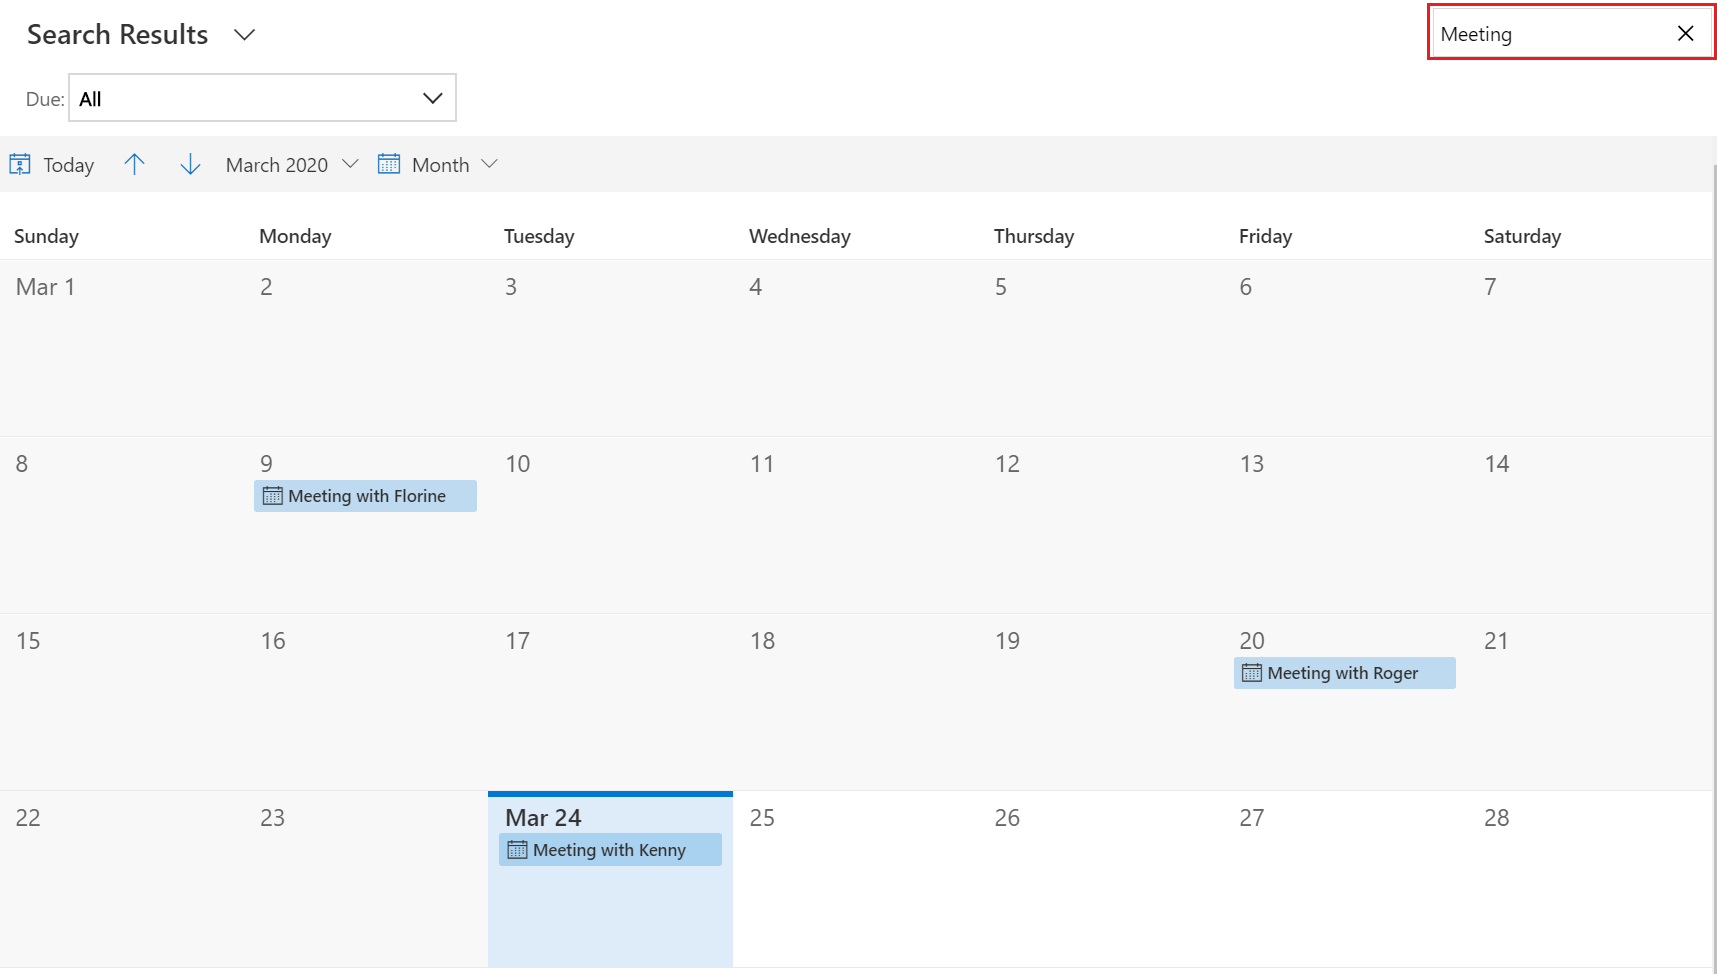 Search Results
Meeting
Due: All
Today March 2020 Month
Sunday Monday Tuesday Wednesday Thursday Friday Saturday
Mar 1 2 3 4 5 6 7
8 9 10 11 12 13 14
Meeting with Florine
15 16 17 18 19 20 21
Meeting with Roger
22 23 Mar 24 25 26 27 28
Meeting with Kenny